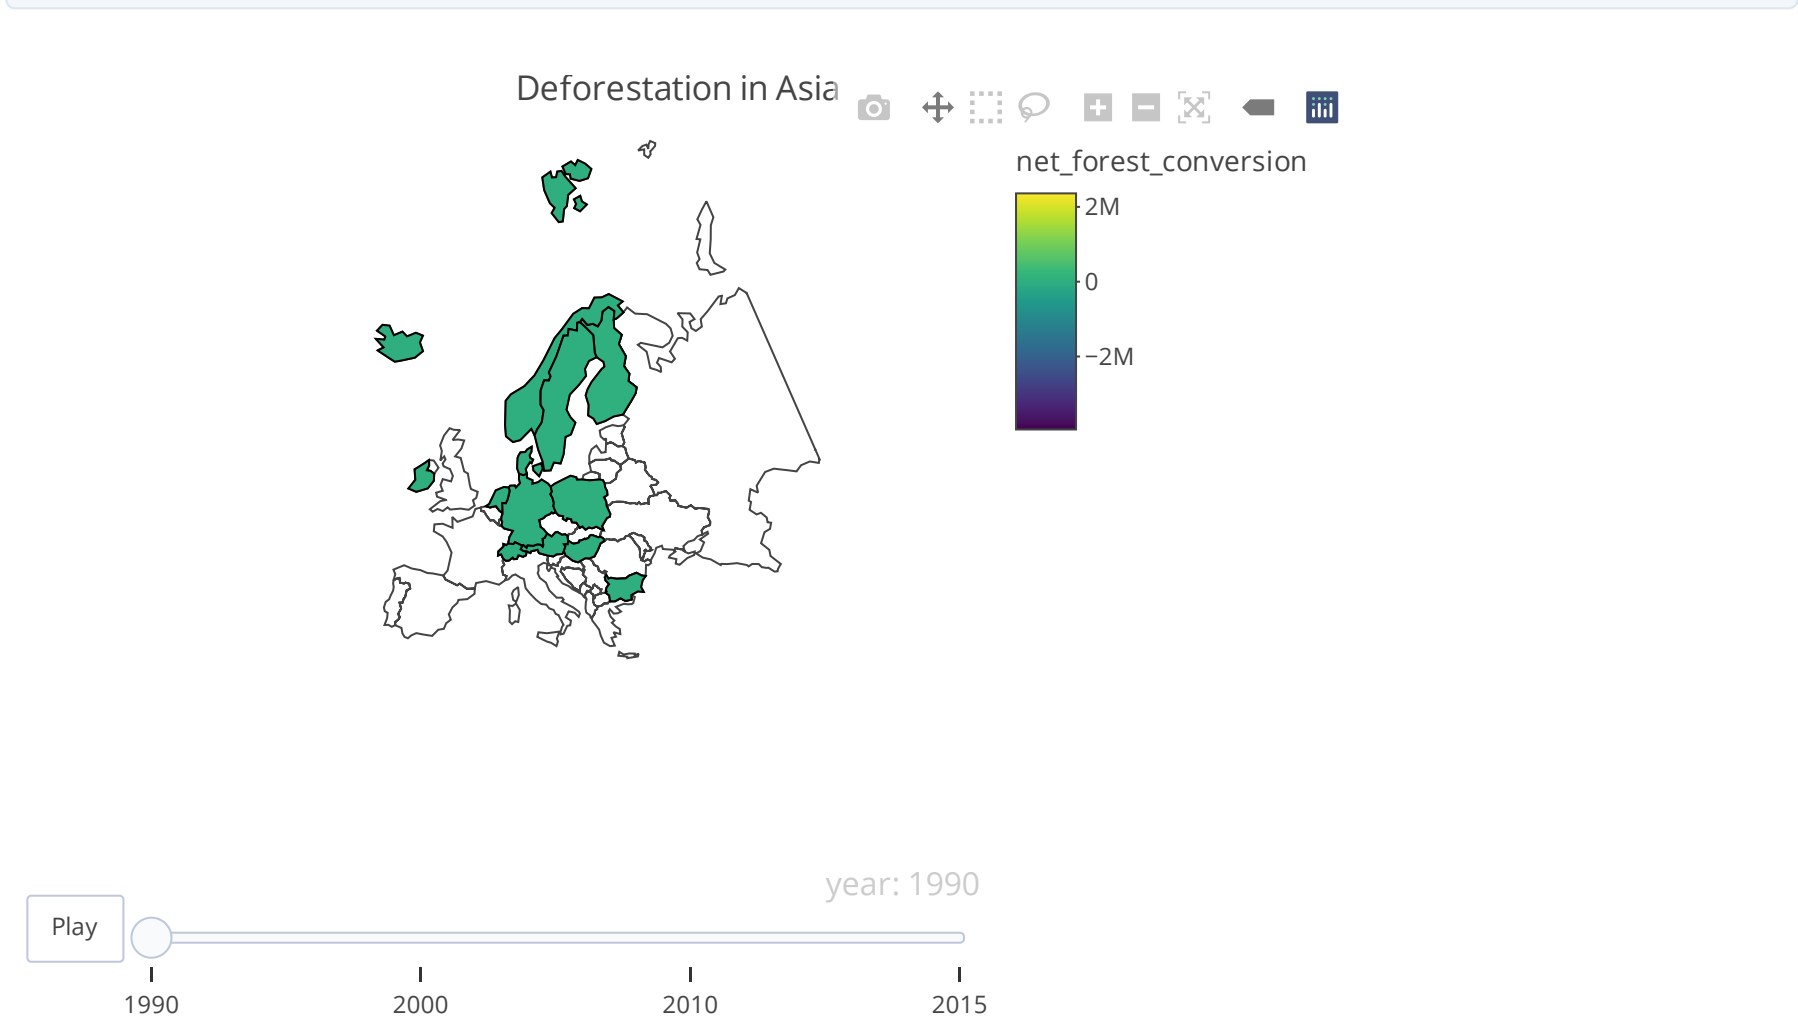 Deforestation in Asia
net_forest_conversion
2M
0
−2M
year: 1990
Play
1990
2000
2010
2015